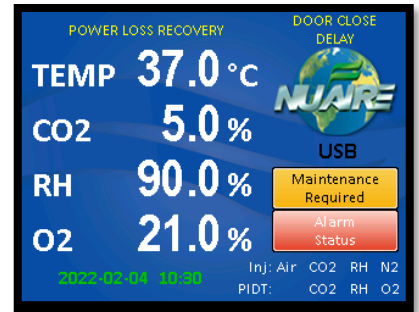 POWER LOSS RECOVERY
DOOR CLOSE
DELAY
TEMP 37.0 °C
NUAIRE
CO2 5.0 %
USB
RH 90.0 %
Maintenance
Required
O2 21.0 %
Alarm
Status
2022-02-04 10:30
Inj: Air CO2 RH N2
PIDT: CO2 RH O2